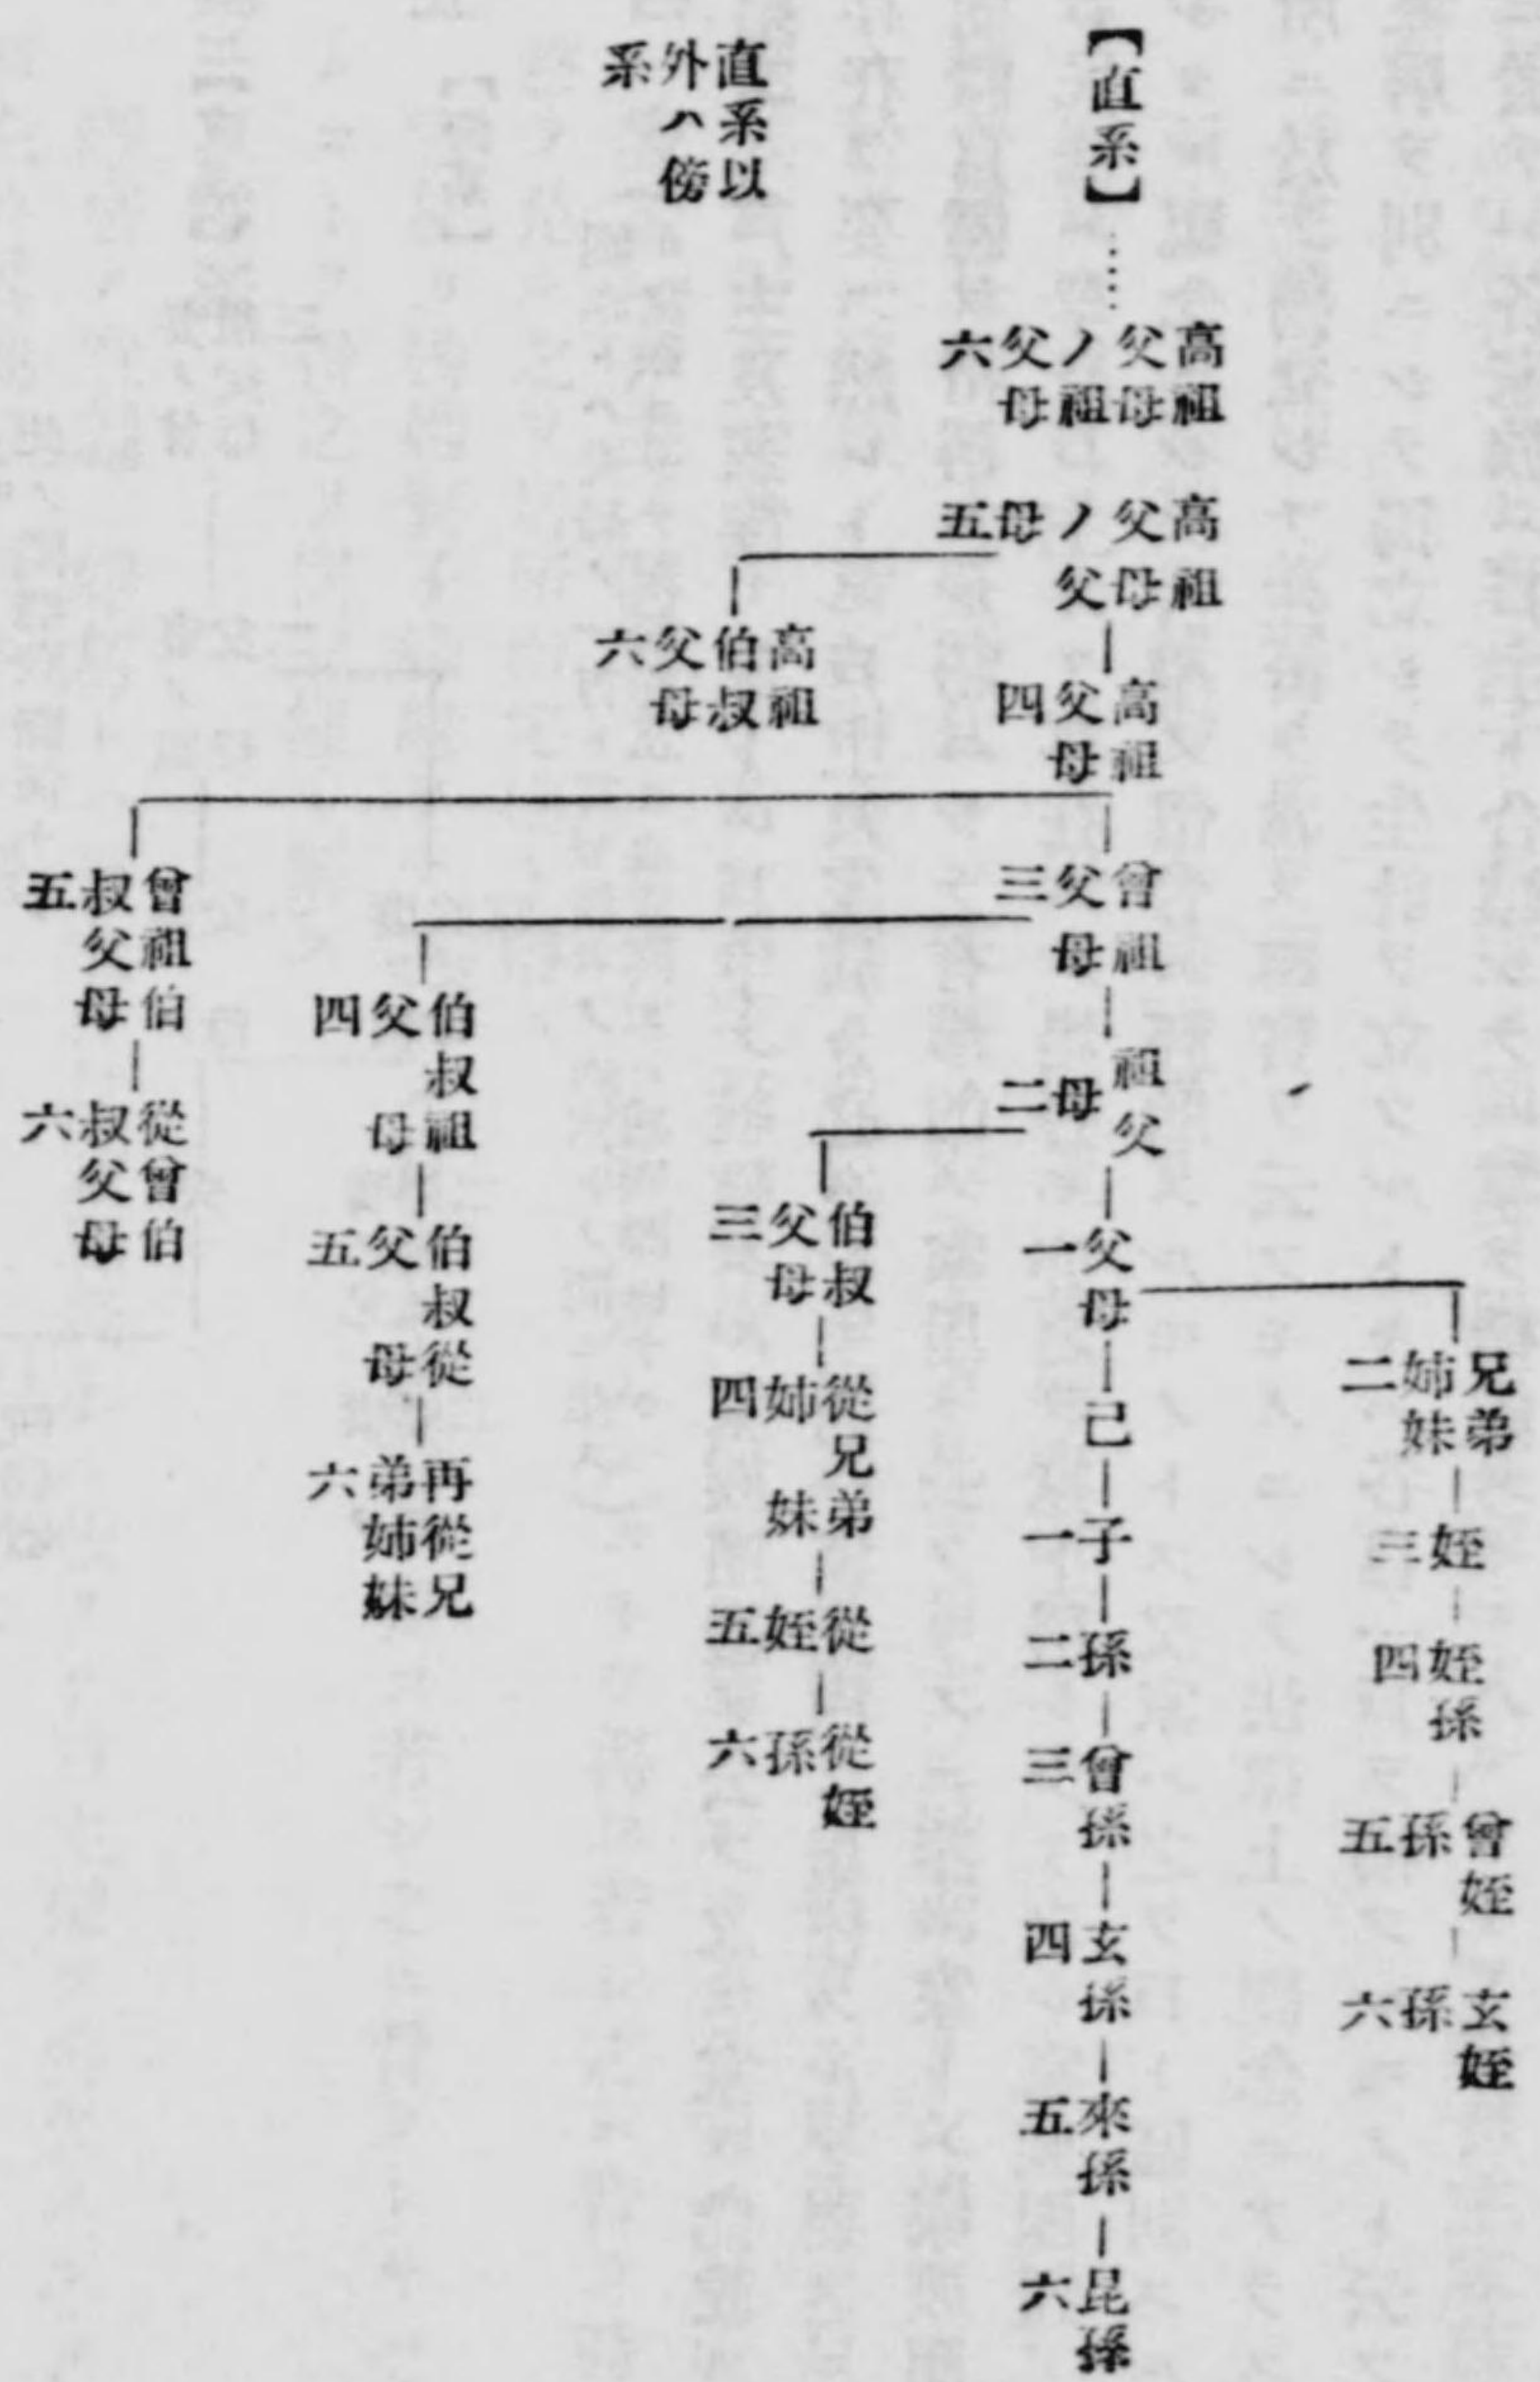 【直系】……
高祖
父母
ノ祖
父母
六
高祖
父母
ノ父
母
五
高祖
父母
四
曾祖
父母
三
祖父
母
二
父母
一
己
子
一
孫
二
曾孫
三
玄孫
四
來孫
五
昆孫
六
兄弟
姉妹
二
姪
三
姪孫
四
曾姪
孫
五
玄姪
孫
六
直系以
外ハ傍
系
高祖
伯叔
父母
六
伯叔
父母
三
從兄弟
姉妹
四
從
姪
五
從姪
孫
六
伯叔祖
父母
四
伯叔從
父母
五
再從兄
弟姉妹
六
曾祖伯
叔父母
五
從曾伯
叔父母
六